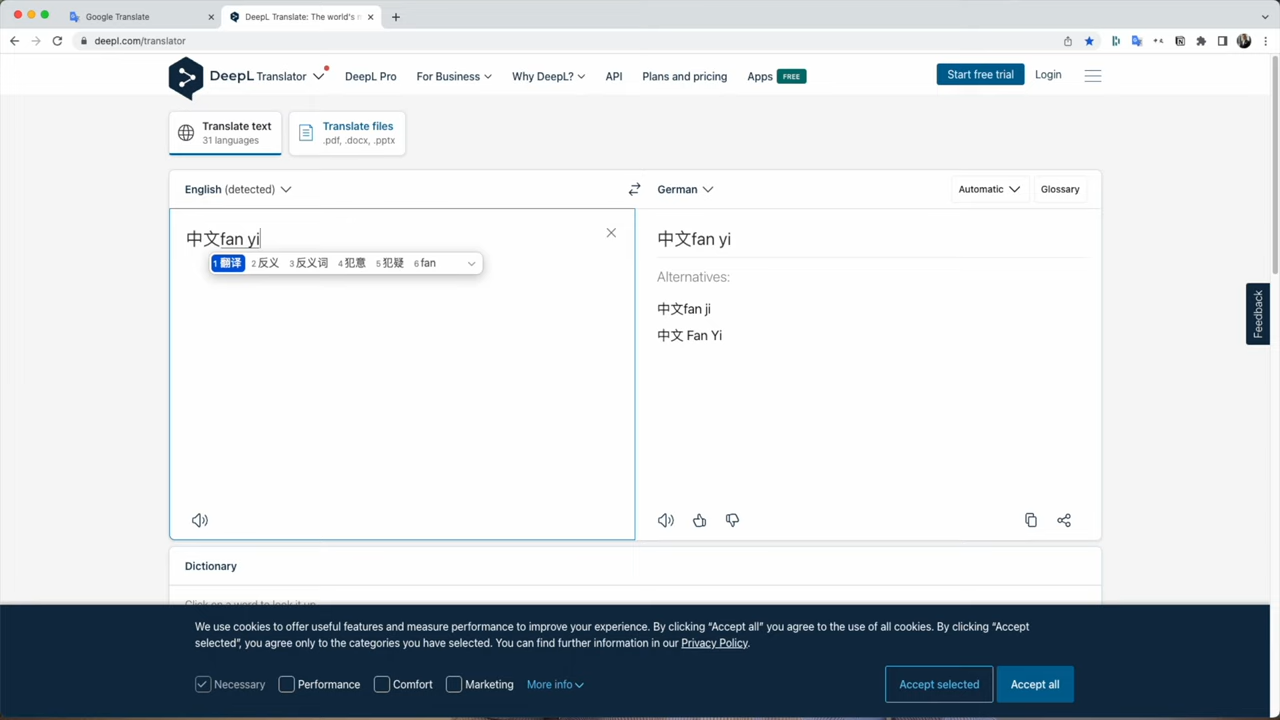 Google Translate
DeepL Translate: The world's m
deepl.com/translator
DeepL Translator
DeepL Pro
For Business
Why DeepL?
API
Plans and pricing
Apps FREE
Start free trial
Login
Translate text
31 languages
Translate files
.pdf, .docx, .pptx
English (detected)
German
Automatic
Glossary
中文fan yi
1 翻译 2 反义 3 反义词 4 犯意 5 犯疑 6 fan
中文fan yi
Alternatives:
中文fan ji
中文 Fan Yi
Feedback
Dictionary
Click on a word to look it up.
We use cookies to offer useful features and measure performance to improve your experience. By clicking “Accept all” you agree to the use of all cookies. By clicking “Accept
selected”, you agree only to the categories you have selected. You can find further information in our Privacy Policy.
Necessary
Performance
Comfort
Marketing
More info
Accept selected
Accept all